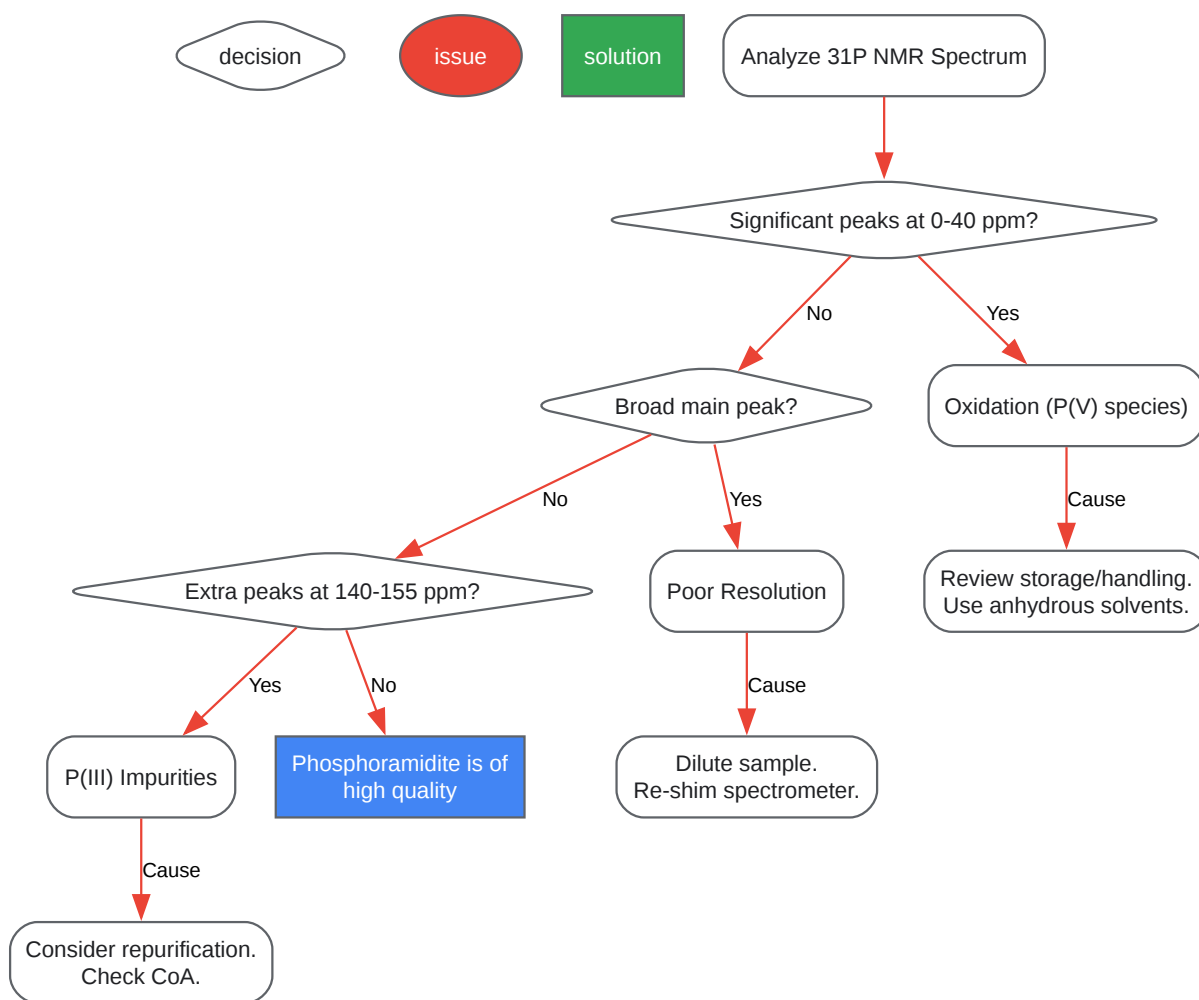 decision
issue
solution
Analyze 31P NMR Spectrum
Significant peaks at 0-40 ppm?
No
Yes
Broad main peak?
Oxidation (P(V) species)
No
Yes
Cause
Extra peaks at 140-155 ppm?
Poor Resolution
Review storage/handling.
Use anhydrous solvents.
Yes
No
Cause
P(III) Impurities
Phosphoramidite is of
high quality
Dilute sample.
Re-shim spectrometer.
Cause
Consider repurification.
Check CoA.